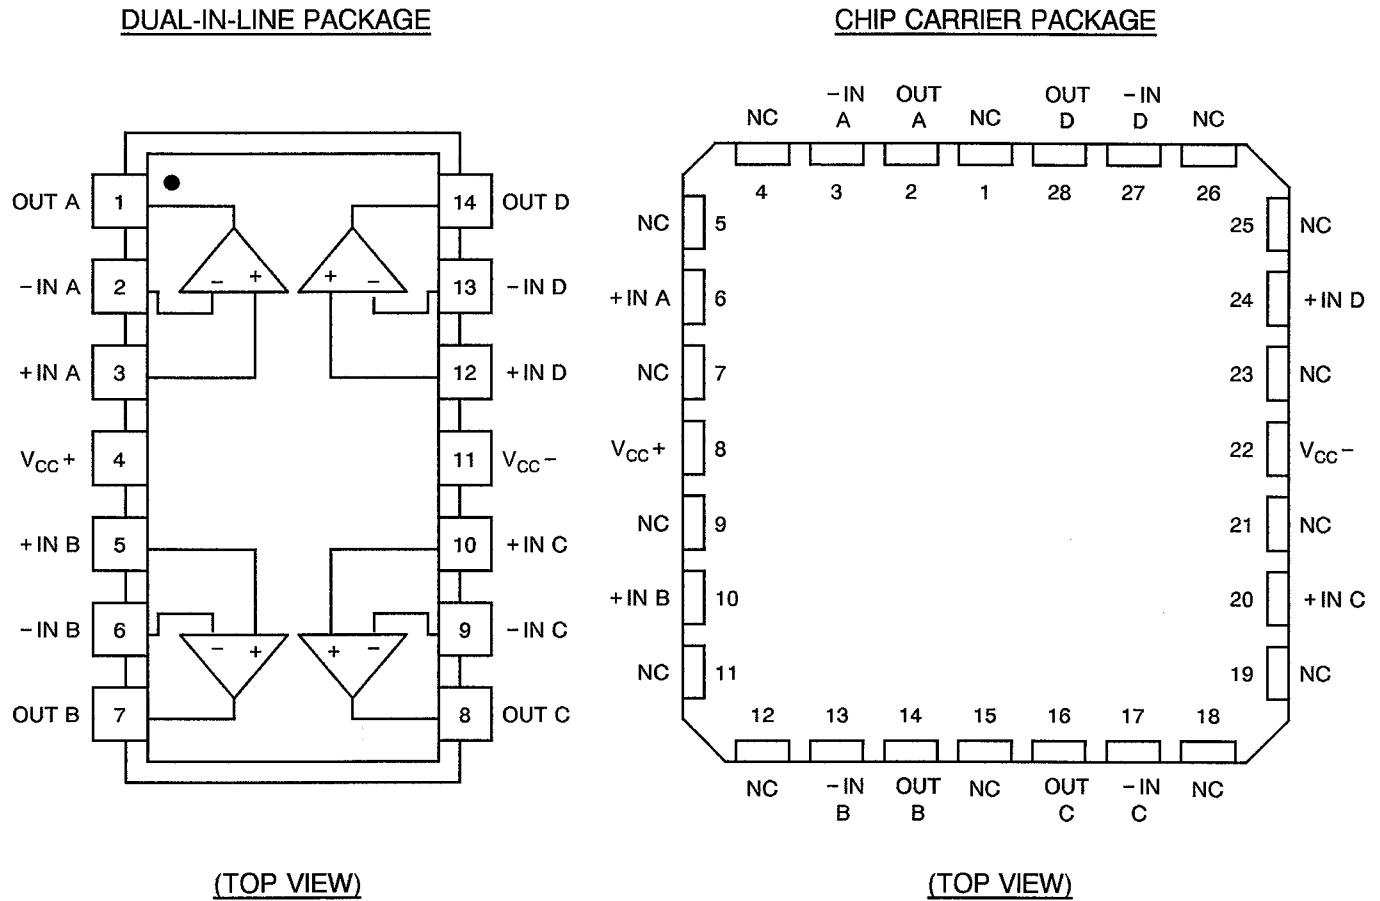 DUAL-IN-LINE PACKAGE
OUT A 1 14 OUT D
- +
+ -
-IN A 2 13 -IN D
+IN A 3 12 +IN D
VCC+ 4 11 VCC-
+IN B 5 10 +IN C
-IN B 6 9 -IN C
- +
+ -
OUT B 7 8 OUT C
(TOP VIEW)
CHIP CARRIER PACKAGE
NC
-IN
A
OUT
A
NC
OUT
D
-IN
D
NC
4 3 2 1 28 27 26
NC 5 25 NC
+IN A 6 24 +IN D
NC 7 23 NC
VCC+ 8 22 VCC-
NC 9 21 NC
+IN B 10 20 +IN C
NC 11 19 NC
12 13 14 15 16 17 18
NC
-IN
B
OUT
B
NC
OUT
C
-IN
C
NC
(TOP VIEW)